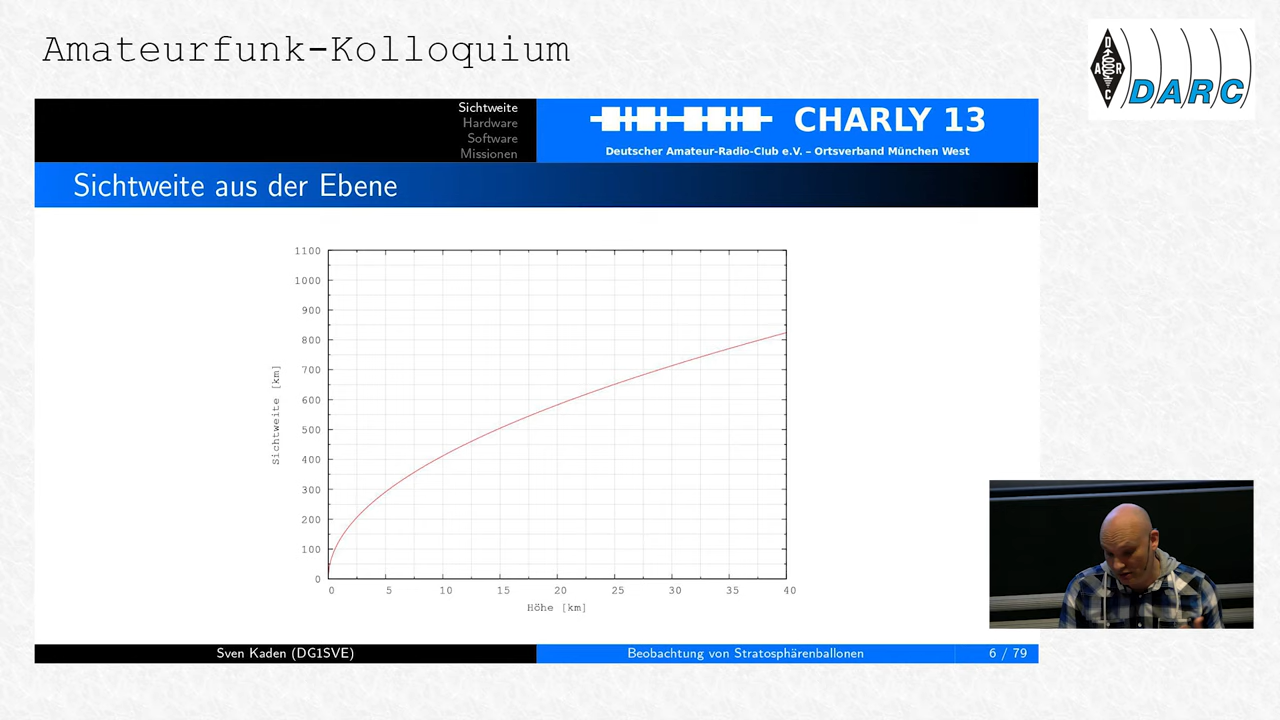 Amateurfunk-Kolloquium
DARC
DARC
Sichtweite
Hardware
Software
Missionen
CHARLY 13
Deutscher Amateur-Radio-Club e.V. – Ortsverband München West
Sichtweite aus der Ebene
1100
1000
900
800
700
600
500
400
300
200
100
0
Sichtweite [km]
0 5 10 15 20 25 30 35 40
Höhe [km]
Sven Kaden (DG1SVE)
Beobachtung von Stratosphärenballonen
6 / 79